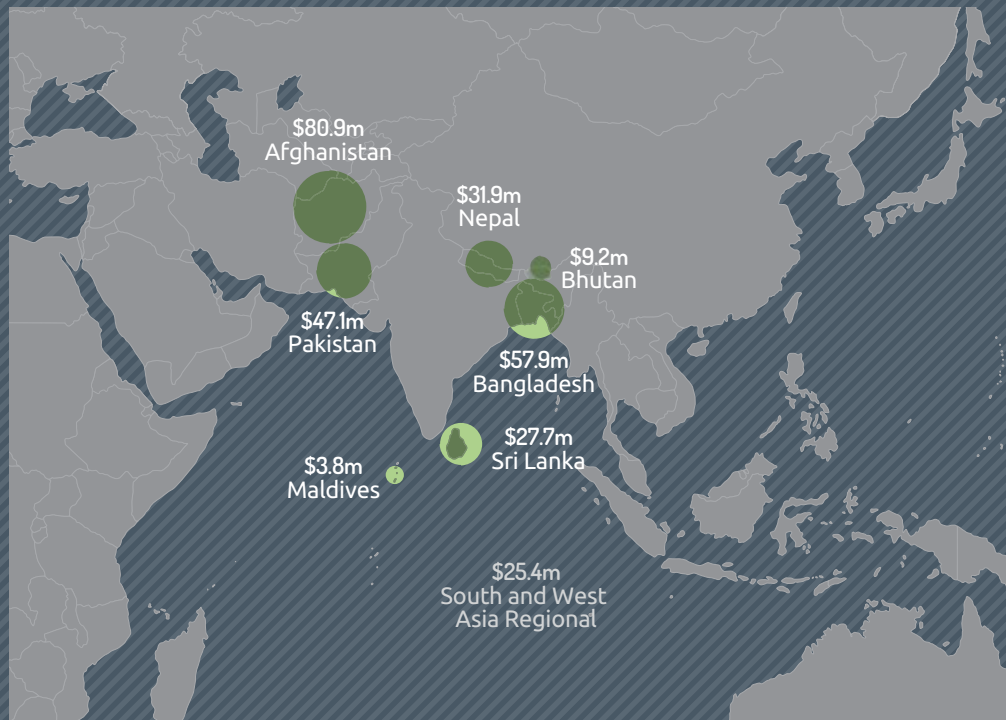 $80.9m
Afghanistan
$31.9m
Nepal
$9.2m
Bhutan
$47.1m
Pakistan
$57.9m
Bangladesh
$27.7m
Sri Lanka
$3.8m
Maldives
$25.4m
South and West
Asia Regional